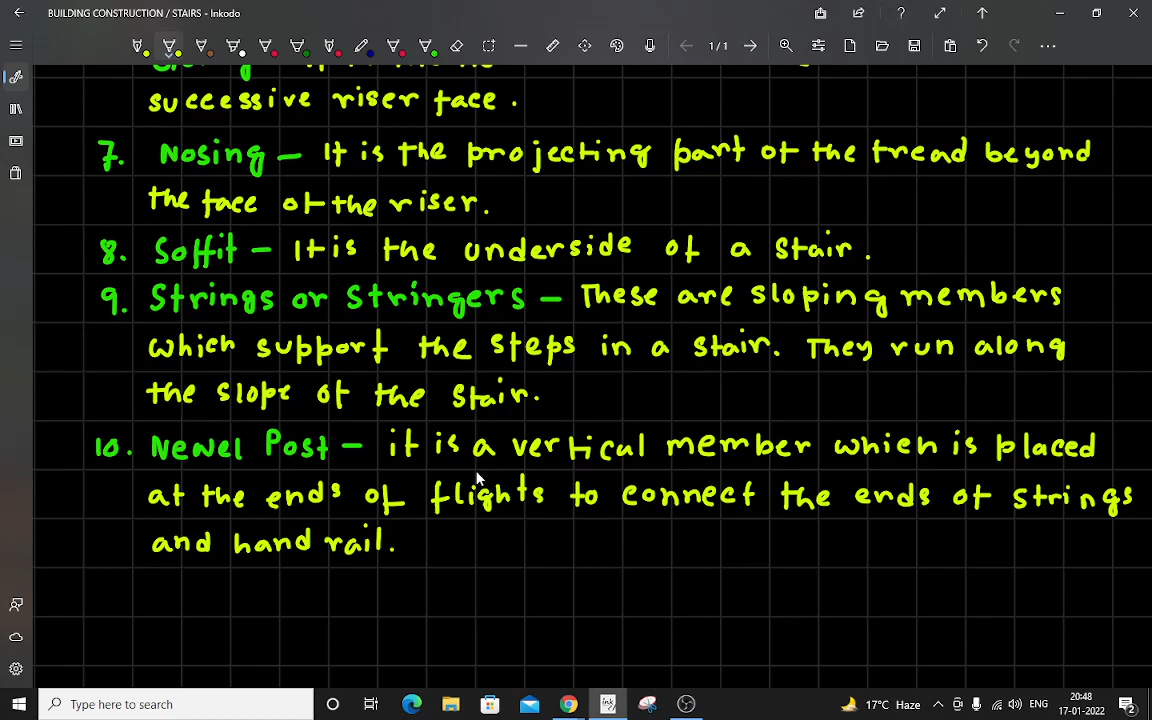 BUILDING CONSTRUCTION / STAIRS - Inkodo
1/1
successive riser face.
7. Nosing – It is the projecting part of the tread beyond
the face of the riser.
8. Soffit – It is the underside of a stair.
9. Strings or Stringers – These are sloping members
which support the steps in a stair. They run along
the slope of the stair.
10. Newel Post – it is a vertical member which is placed
at the ends of flights to connect the ends of strings
and hand rail.
Type here to search
ink/
17°C Haze
ENG
20:48
17-01-2022
2